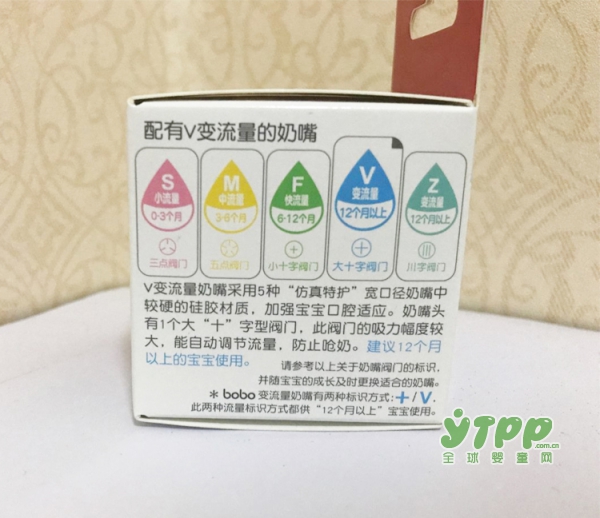 配有V变流量的奶嘴
S
小流量
0-3个月
三点阀门
M
中流量
3-6个月
五点阀门
F
快流量
6-12个月
小十字阀门
V
变流量
12个月以上
大十字阀门
Z
变流量
12个月以上
川字阀门
V变流量奶嘴采用5种“仿真特护”宽口径奶嘴中
较硬的硅胶材质，加强宝宝口腔适应。奶嘴头
有1个大“十”字型阀门，此阀门的吸力幅度较
大，能自动调节流量，防止呛奶。建议12个月
以上的宝宝使用。
请参考以上关于奶嘴阀门的标识，
并随宝宝的成长及时更换适合的奶嘴。
* bobo 变流量奶嘴有两种标识方式:+/V.
此两种流量标识方式都供“12个月以上”宝宝使用。
ytpp.com.cn
全球婴童网